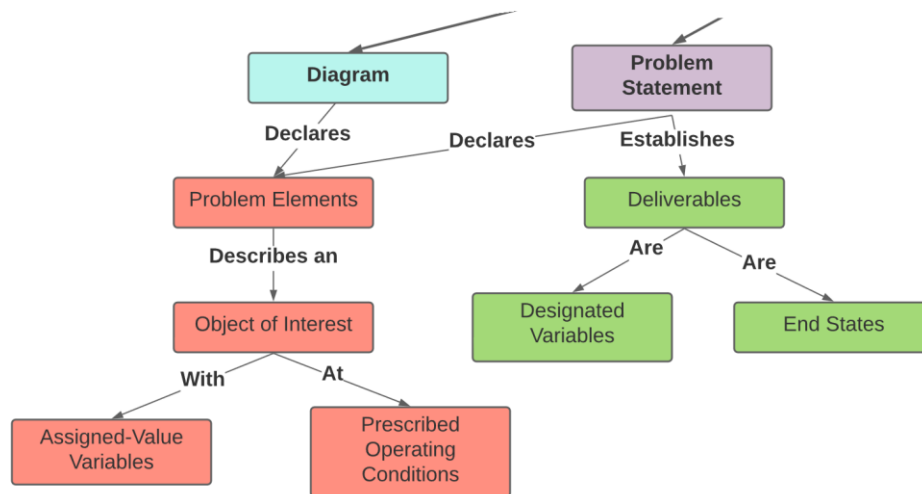 Diagram
Problem
Statement
Declares
Declares
Establishes
Problem Elements
Deliverables
Describes an
Are
Are
Object of Interest
Designated
Variables
End States
With
At
Assigned-Value
Variables
Prescribed
Operating
Conditions